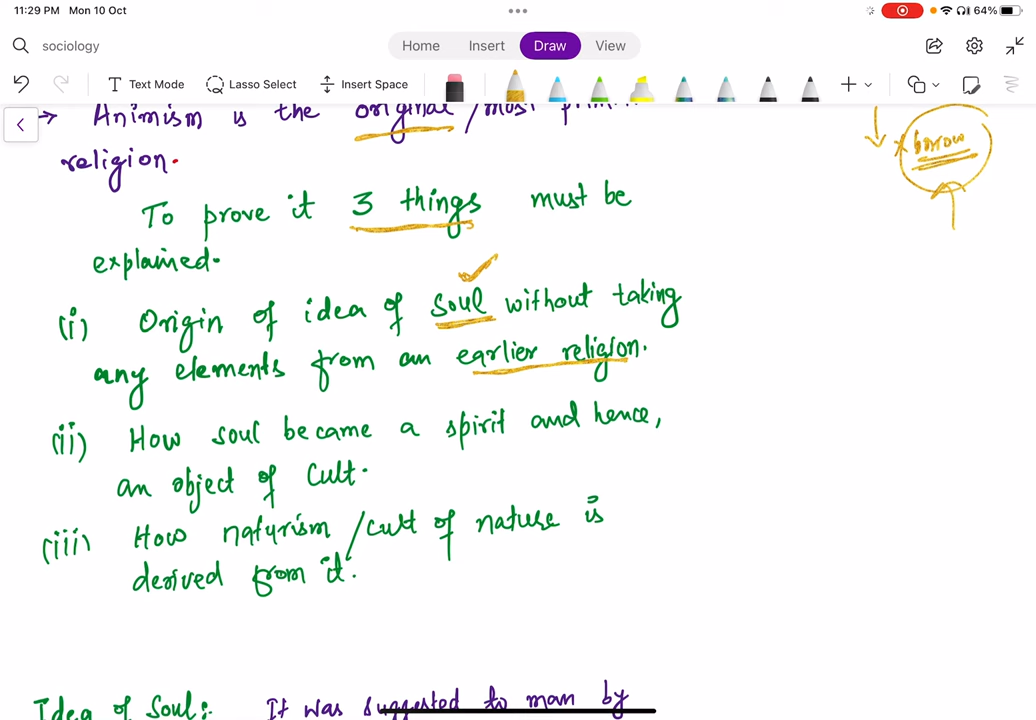 11:29 PM Mon 10 Oct
64%
sociology
Home Insert Draw View
Text Mode Lasso Select Insert Space
→ Animism is the original / most
religion.
borrow
To prove it 3 things must be
explained.
(i) Origin of idea of soul without taking
any elements from an earlier religion.
(ii) How soul became a spirit and hence,
an object of cult.
(iii) How naturism / cult of nature is
derived from it.
Idea of Soul: It was suggested to man by